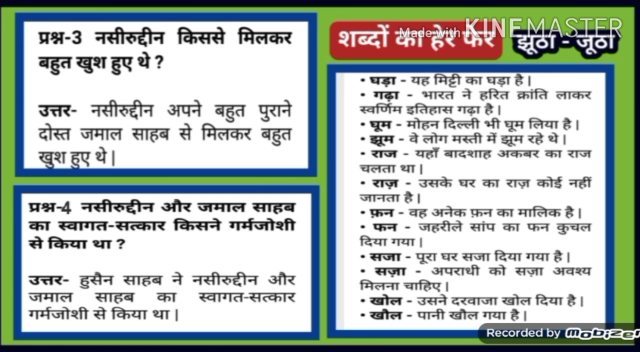 प्रश्न-3 नसीरुद्दीन किससे मिलकर
बहुत खुश हुए थे ?
उत्तर- नसीरुद्दीन अपने बहुत पुराने
दोस्त जमाल साहब से मिलकर बहुत
खुश हुए थे |
प्रश्न-4 नसीरुद्दीन और जमाल साहब
का स्वागत-सत्कार किसने गर्मजोशी
से किया था ?
उत्तर- हुसैन साहब ने नसीरुद्दीन और
जमाल साहब का स्वागत-सत्कार
गर्मजोशी से किया था |
शब्दों का हेर फेर
झूठा - जूठा
Made with KINEMASTER
• घड़ा - यह मिट्टी का घड़ा है |
• गढ़ा - भारत ने हरित क्रांति लाकर
स्वर्णिम इतिहास गढ़ा है |
• घूम - मोहन दिल्ली भी घूम लिया है |
• झूम - वे लोग मस्ती में झूम रहे थे |
• राज - यहाँ बादशाह अकबर का राज
चलता था |
• राज़ - उसके घर का राज़ कोई नहीं
जानता है |
• फ़न - वह अनेक फ़न का मालिक है |
• फन - जहरीले सांप का फन कुचल
दिया गया |
• सजा - पूरा घर सजा दिया गया है |
• सज़ा - अपराधी को सज़ा अवश्य
मिलना चाहिए |
• खोल - उसने दरवाजा खोल दिया है |
• खौल - पानी खौल गया है |
Recorded by Mobizen